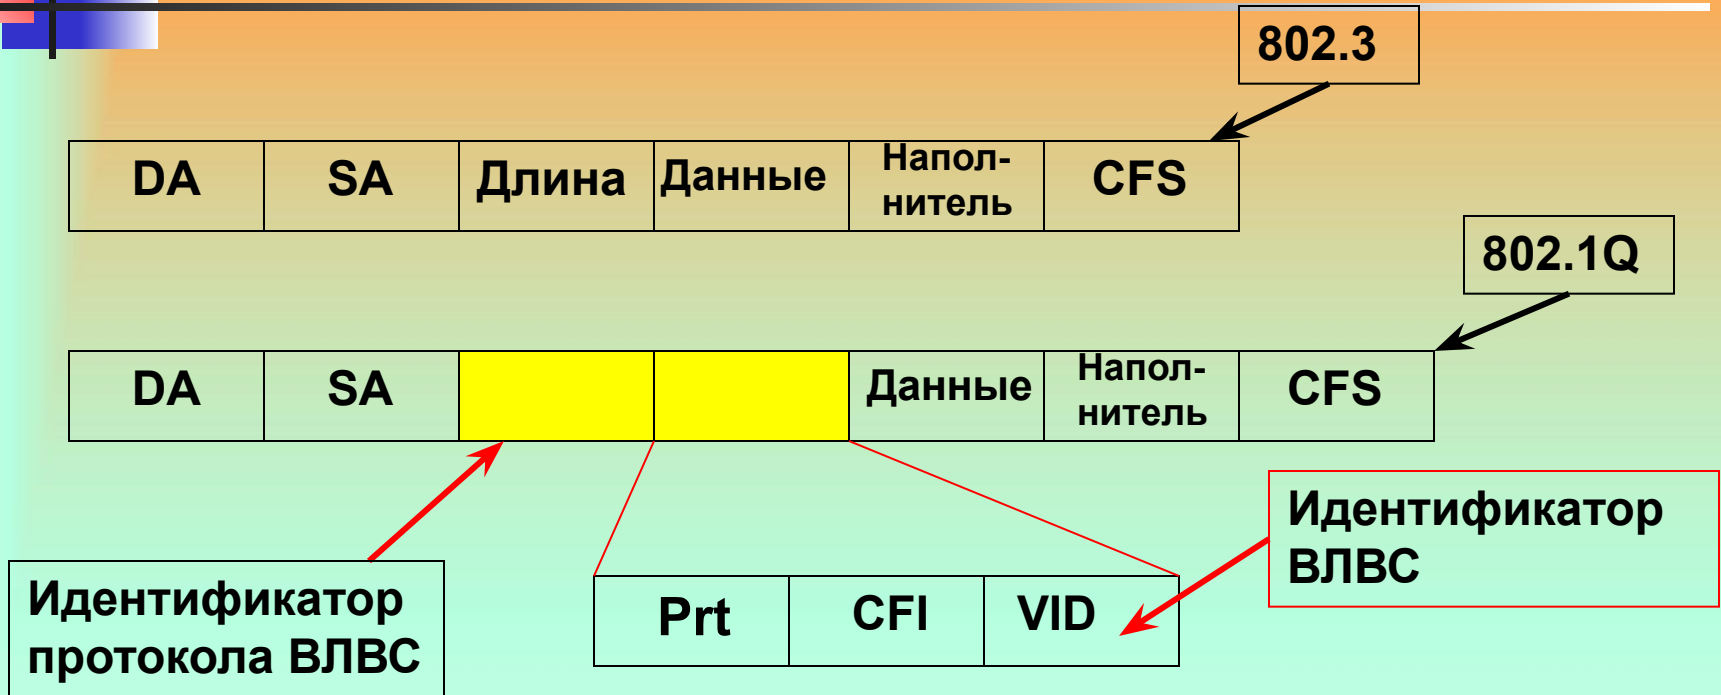 802.3
DA SA Длина Данные Напол-
нитель CFS
802.1Q
DA SA Данные Напол-
нитель CFS
Идентификатор
ВЛВС
Идентификатор
протокола ВЛВС
Prt CFI VID